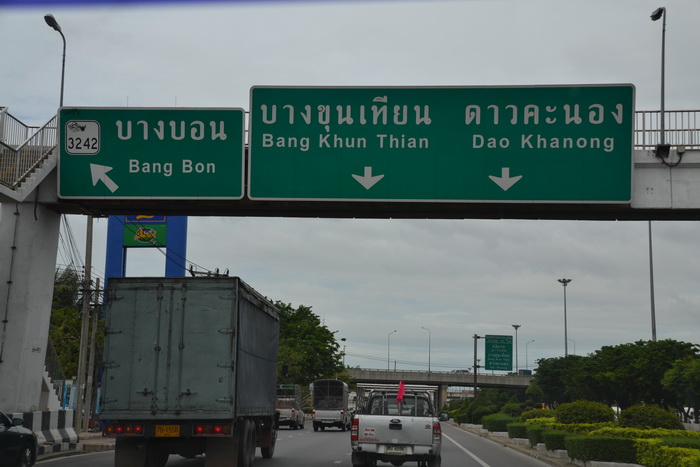 3242
บางบอน
Bang Bon
บางขุนเทียน ดาวคะนอง
Bang Khun Thian Dao Khanong